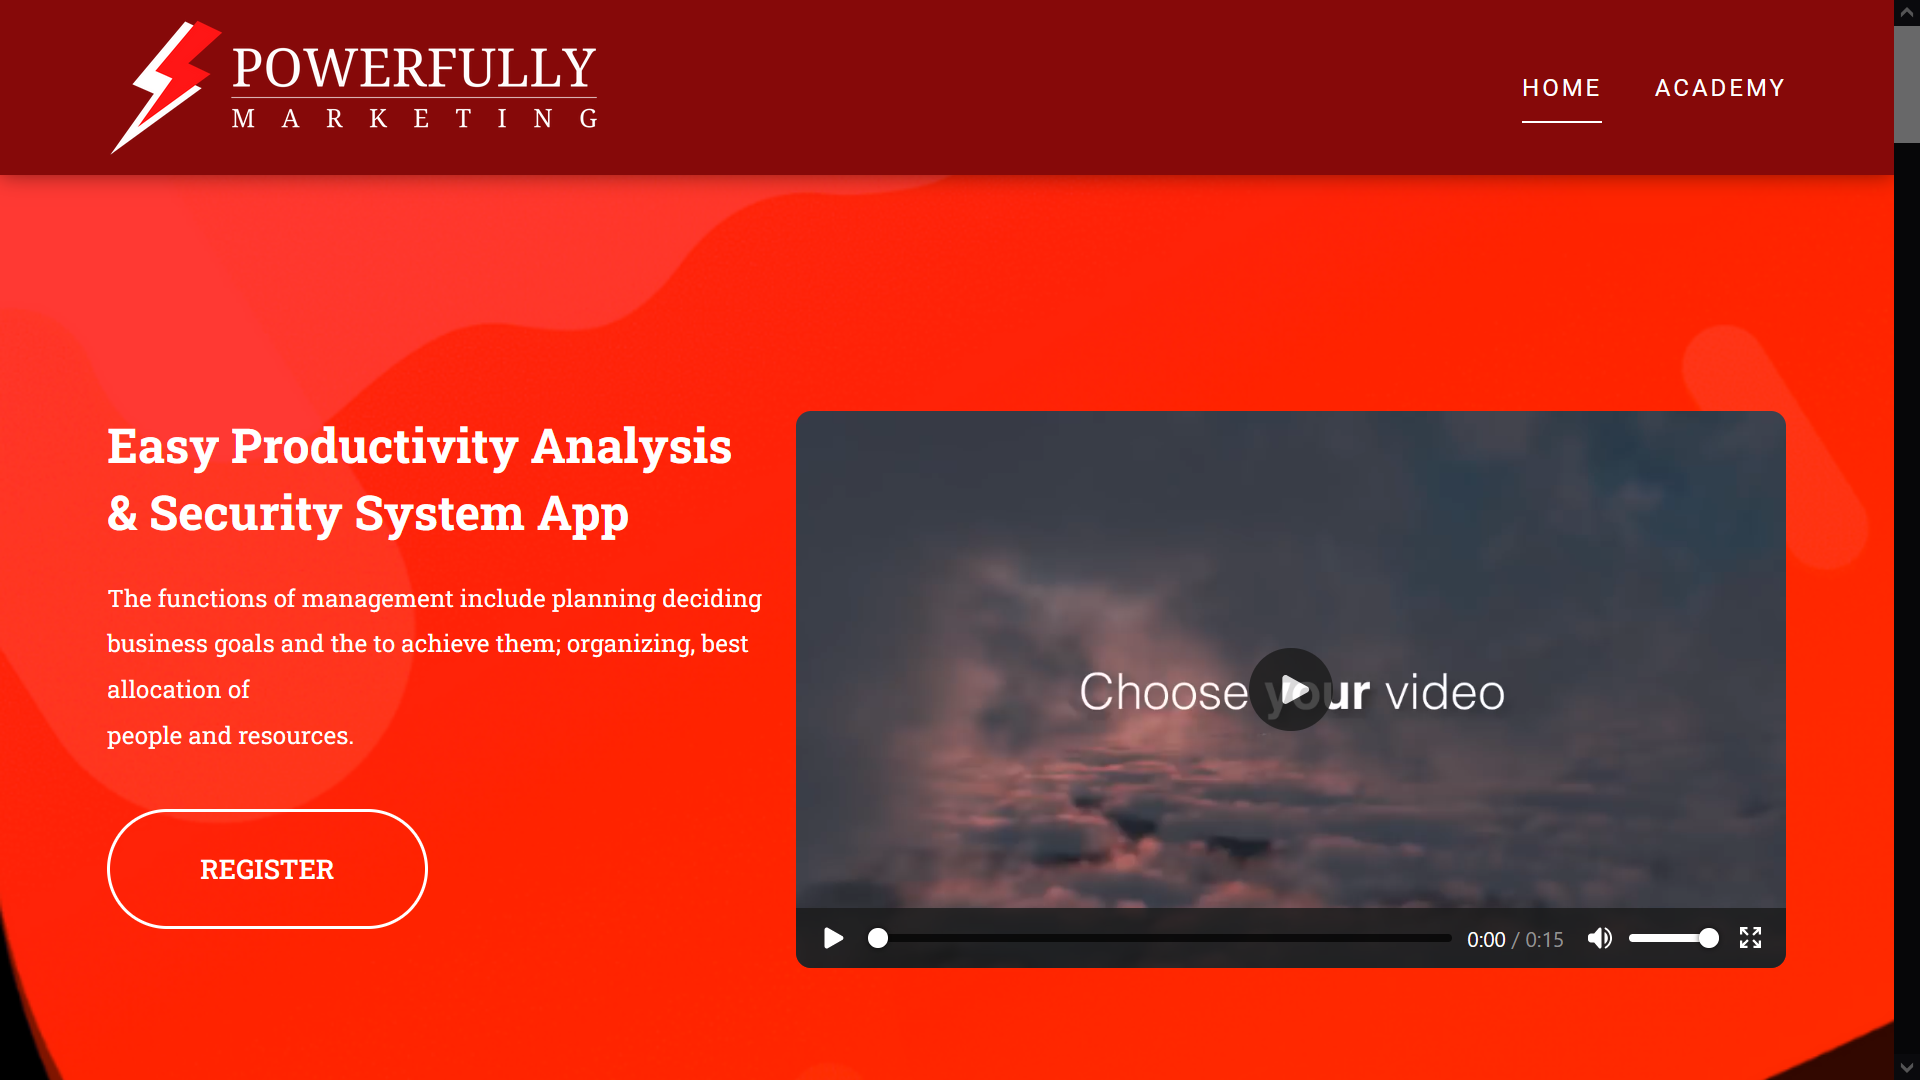 POWERFULLY
MARKETING
HOME
ACADEMY
Easy Productivity Analysis
& Security System App
The functions of management include planning deciding
business goals and the to achieve them; organizing, best
allocation of
people and resources.
REGISTER
Choose your video
0:00 / 0:15